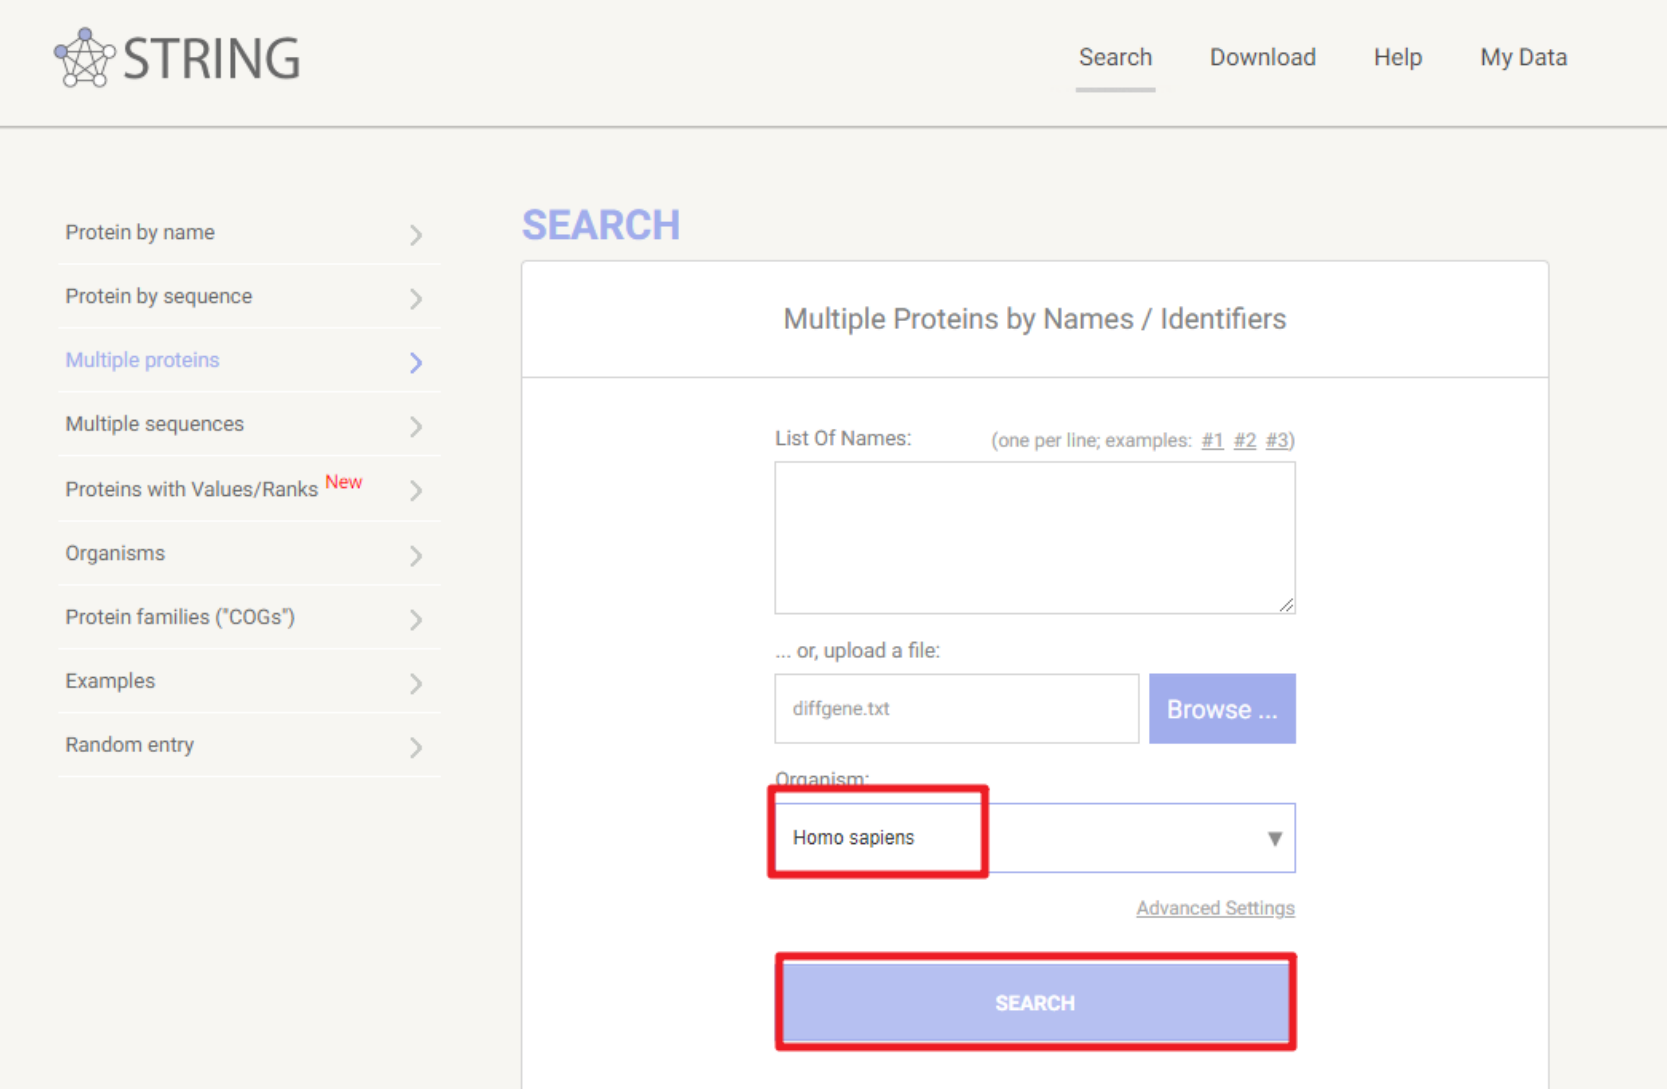 STRING
Search Download Help My Data
Protein by name
Protein by sequence
Multiple proteins
Multiple sequences
Proteins with Values/Ranks New
Organisms
Protein families ("COGs")
Examples
Random entry
SEARCH
Multiple Proteins by Names / Identifiers
List Of Names: (one per line; examples: #1 #2 #3)
... or, upload a file:
diffgene.txt Browse ...
Organism:
Homo sapiens
Advanced Settings
SEARCH